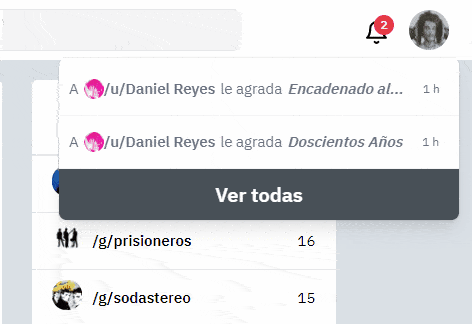 2
A /u/Daniel Reyes le agrada Encadenado al... 1 h
A /u/Daniel Reyes le agrada Doscientos Años 1 h
Ver todas
/g/prisioneros 16
/g/sodastereo 15